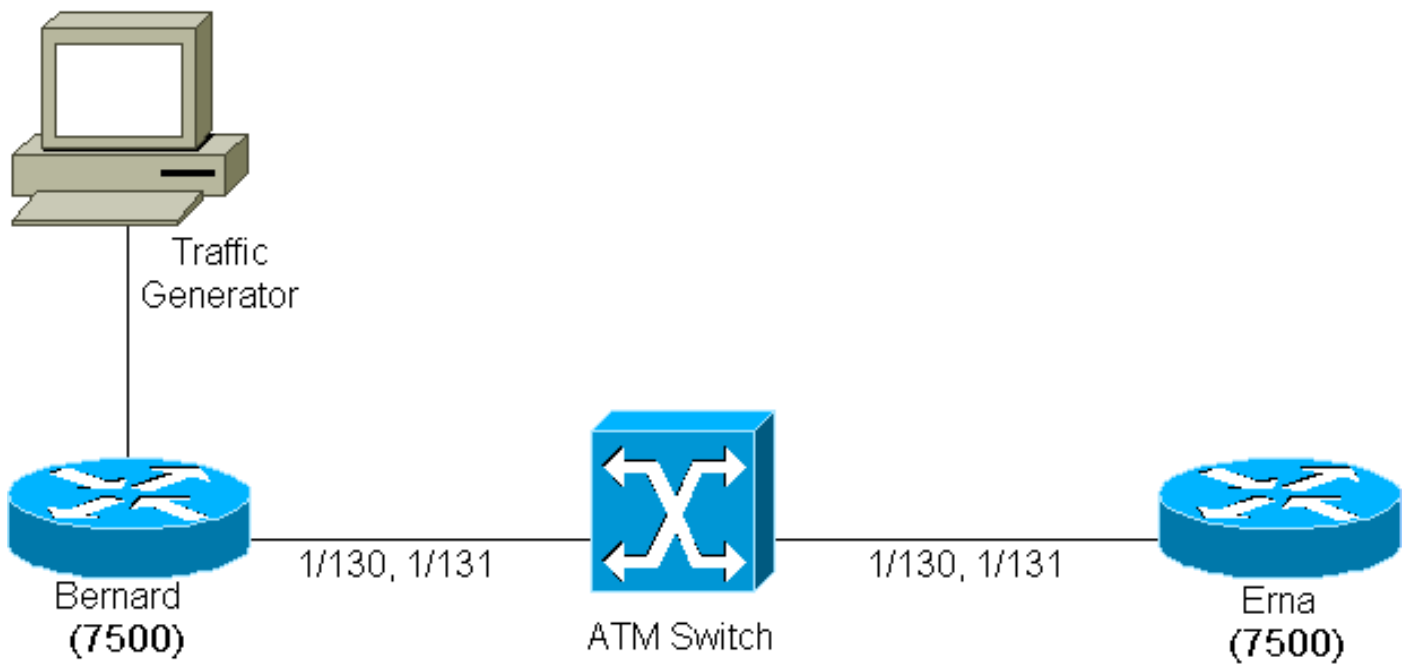 Traffic
Generator
1/130, 1/131
1/130, 1/131
Bernard
(7500)
ATM Switch
Erna
(7500)